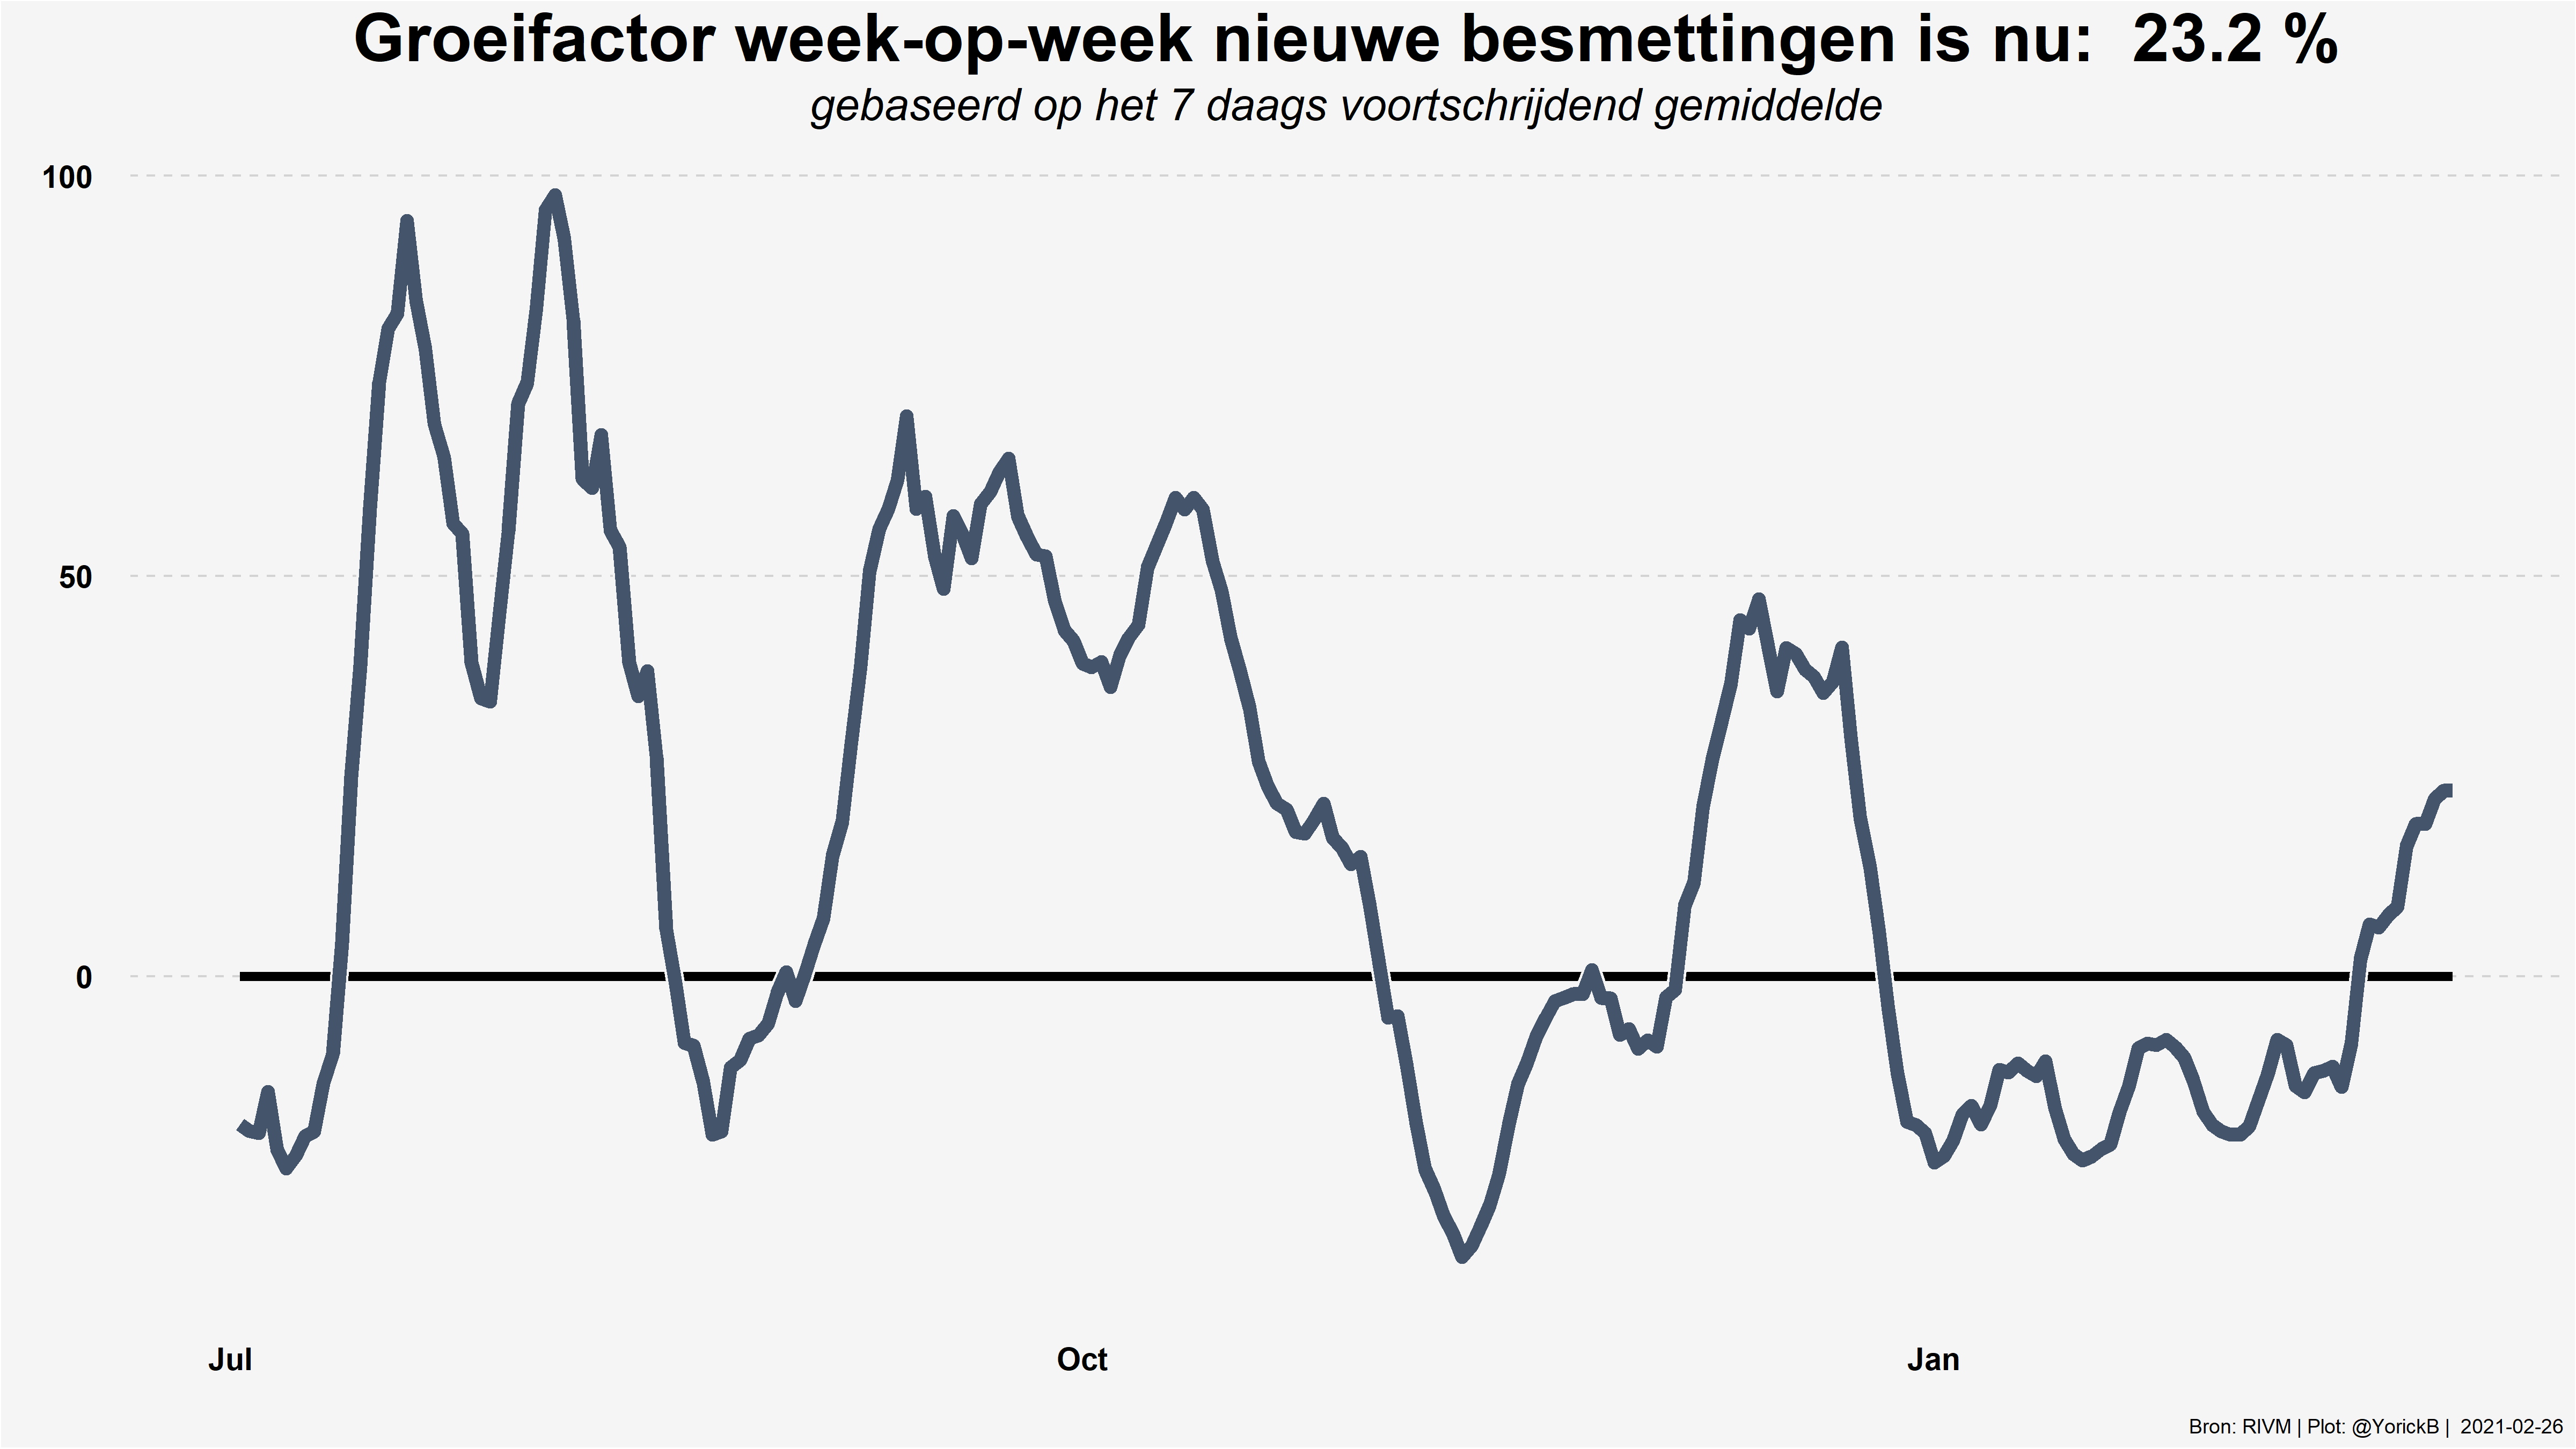 Groeifactor week-op-week nieuwe besmettingen is nu:  23.2 %
gebaseerd op het 7 daags voortschrijdend gemiddelde
100
50
0
Jul Oct Jan
Bron: RIVM | Plot: @YorickB |  2021-02-26